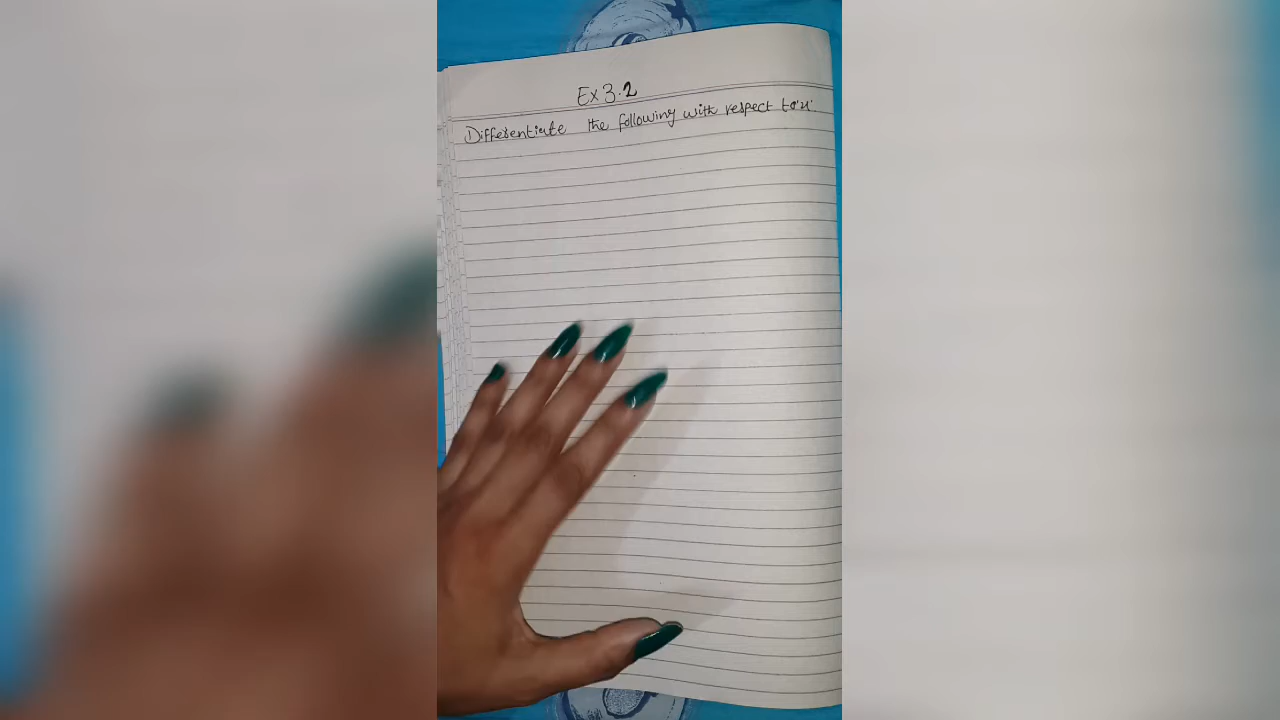 Ex 3.2
Differentiate the following with respect to 'x'.